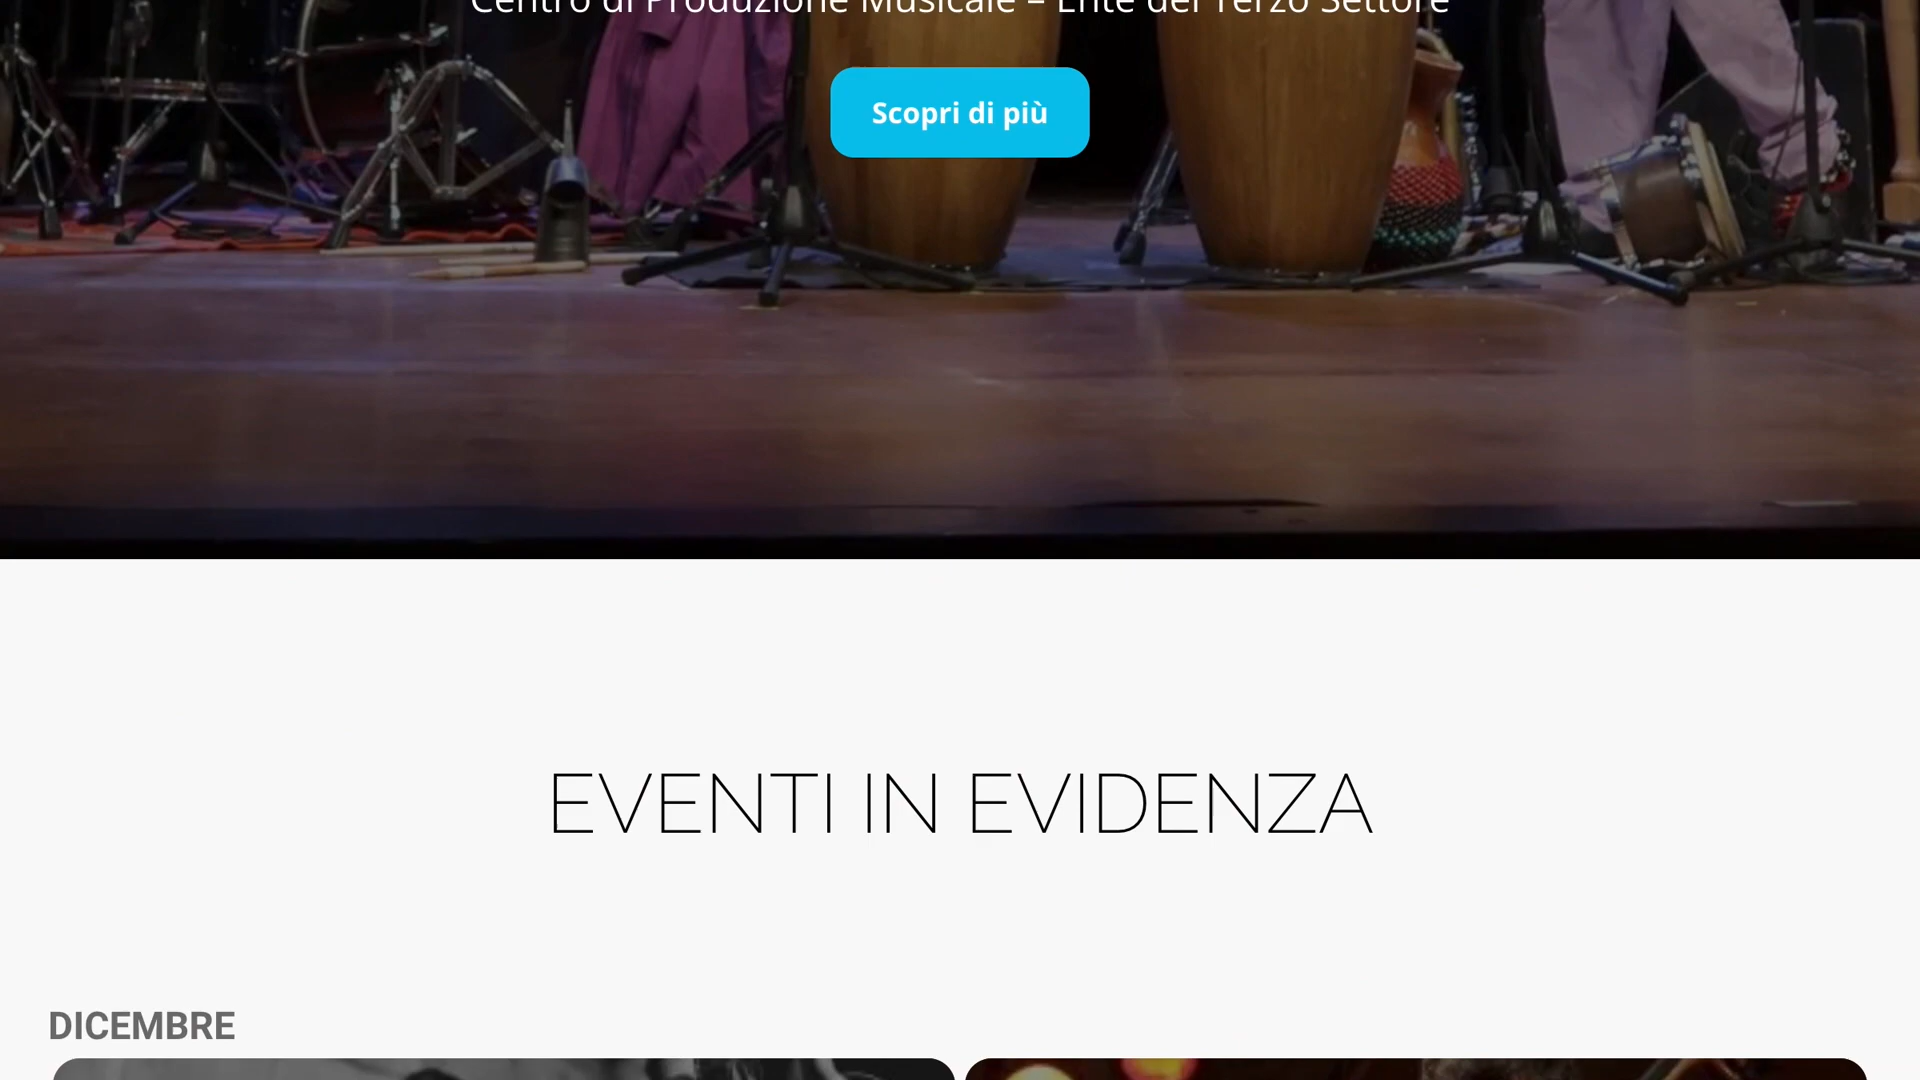 Centro di Produzione Musicale – Ente del Terzo Settore
Scopri di più
EVENTI IN EVIDENZA
DICEMBRE